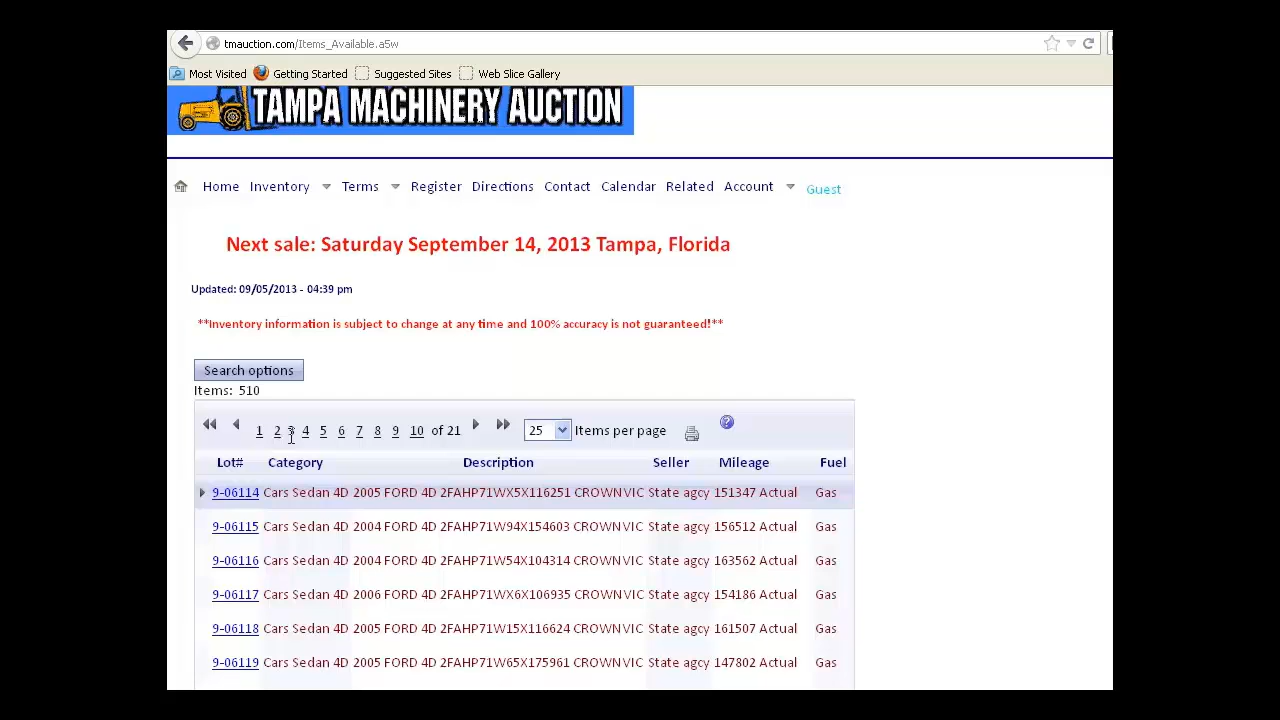 tmauction.com/Items_Available.a5w
Most Visited Getting Started Suggested Sites Web Slice Gallery
TAMPA MACHINERY AUCTION
Home Inventory Terms Register Directions Contact Calendar Related Account Guest
Next sale: Saturday September 14, 2013 Tampa, Florida
Updated: 09/05/2013 - 04:39 pm
**Inventory information is subject to change at any time and 100% accuracy is not guaranteed!**
Search options
Items: 510
1 2 3 4 5 6 7 8 9 10 of 21 25 Items per page
Lot# Category Description Seller Mileage Fuel
9-06114 Cars Sedan 4D 2005 FORD 4D 2FAHP71WX5X116251 CROWNVIC State agcy 151347 Actual Gas
9-06115 Cars Sedan 4D 2004 FORD 4D 2FAHP71W94X154603 CROWNVIC State agcy 156512 Actual Gas
9-06116 Cars Sedan 4D 2004 FORD 4D 2FAHP71W54X104314 CROWNVIC State agcy 163562 Actual Gas
9-06117 Cars Sedan 4D 2006 FORD 4D 2FAHP71WX6X106935 CROWNVIC State agcy 154186 Actual Gas
9-06118 Cars Sedan 4D 2005 FORD 4D 2FAHP71W15X116624 CROWNVIC State agcy 161507 Actual Gas
9-06119 Cars Sedan 4D 2005 FORD 4D 2FAHP71W65X175961 CROWNVIC State agcy 147802 Actual Gas